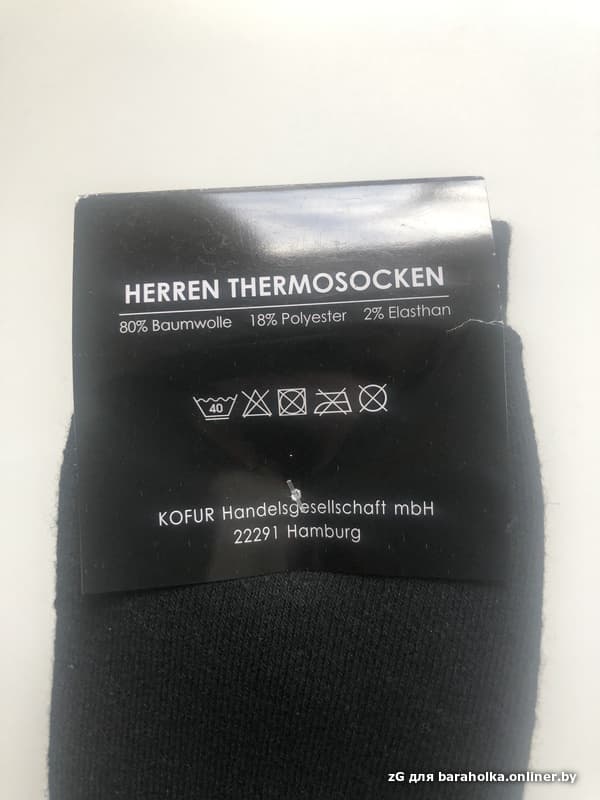 HERREN THERMOSOCKEN
80% Baumwolle 18% Polyester 2% Elasthan
40
KOFUR Handelsgesellschaft mbH
22291 Hamburg
zG для baraholka.onliner.by